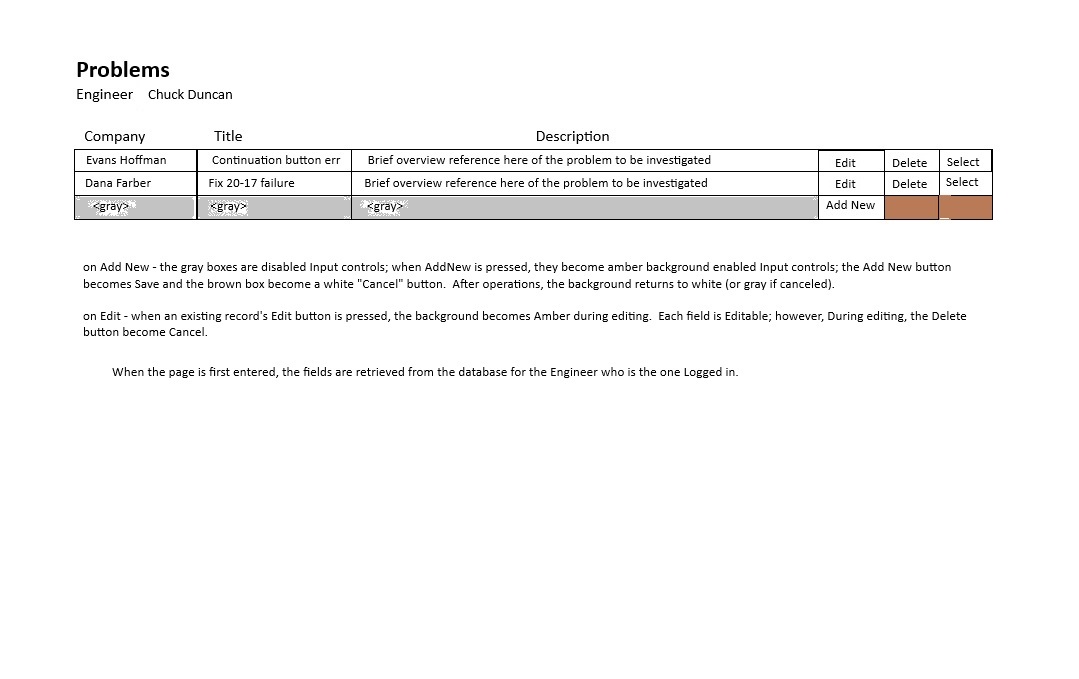 Problems
Engineer Chuck Duncan
Company Title Description
Evans Hoffman Continuation button err Brief overview reference here of the problem to be investigated Edit Delete Select
Dana Farber Fix 20-17 failure Brief overview reference here of the problem to be investigated Edit Delete Select
<gray> <gray> <gray> Add New
on Add New - the gray boxes are disabled Input controls; when AddNew is pressed, they become amber background enabled Input controls; the Add New button
becomes Save and the brown box become a white "Cancel" button. After operations, the background returns to white (or gray if canceled).
on Edit - when an existing record's Edit button is pressed, the background becomes Amber during editing. Each field is Editable; however, During editing, the Delete
button become Cancel.
When the page is first entered, the fields are retrieved from the database for the Engineer who is the one Logged in.